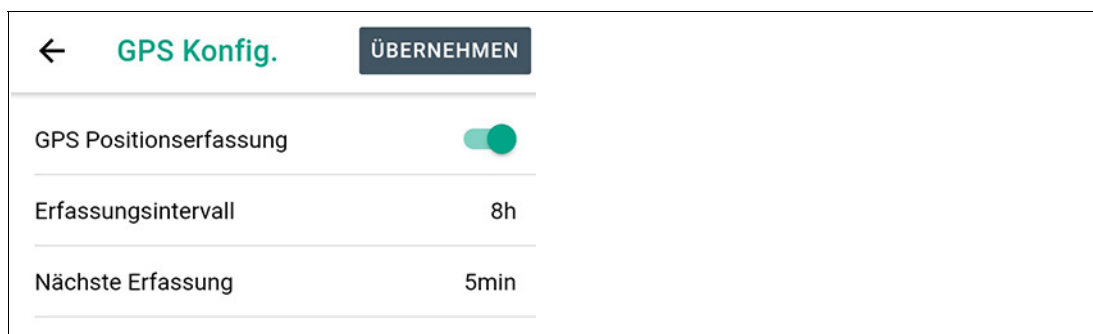 GPS Konfig. ÜBERNEHMEN
GPS Positionserfassung
Erfassungsintervall 8h
Nächste Erfassung 5min